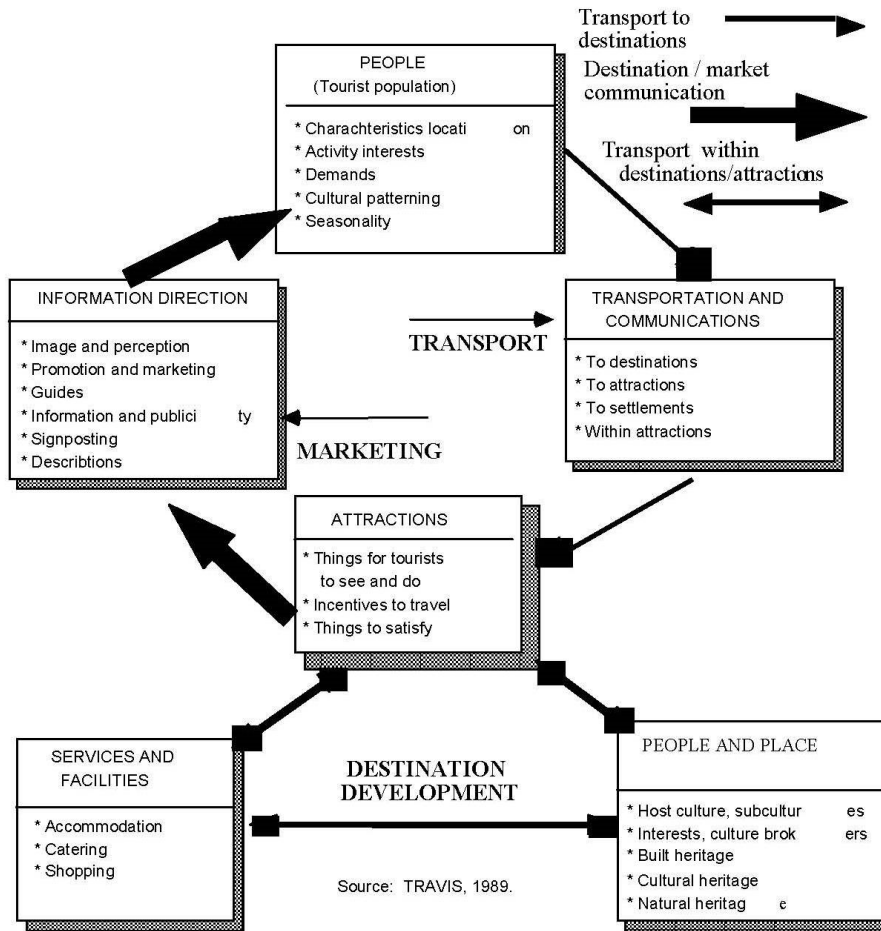 Transport to
destinations
Destination / market
communication
Transport within
destinations/attractions
PEOPLE
(Tourist population)
* Charachteristics locati on
* Activity interests
* Demands
* Cultural patterning
* Seasonality
INFORMATION DIRECTION
* Image and perception
* Promotion and marketing
* Guides
* Information and publici ty
* Signposting
* Describtions
TRANSPORT
MARKETING
TRANSPORTATION AND
COMMUNICATIONS
* To destinations
* To attractions
* To settlements
* Within attractions
ATTRACTIONS
* Things for tourists
to see and do
* Incentives to travel
* Things to satisfy
SERVICES AND
FACILITIES
* Accommodation
* Catering
* Shopping
DESTINATION
DEVELOPMENT
Source: TRAVIS, 1989.
PEOPLE AND PLACE
* Host culture, subcultur es
* Interests, culture brok ers
* Built heritage
* Cultural heritage
* Natural heritag e